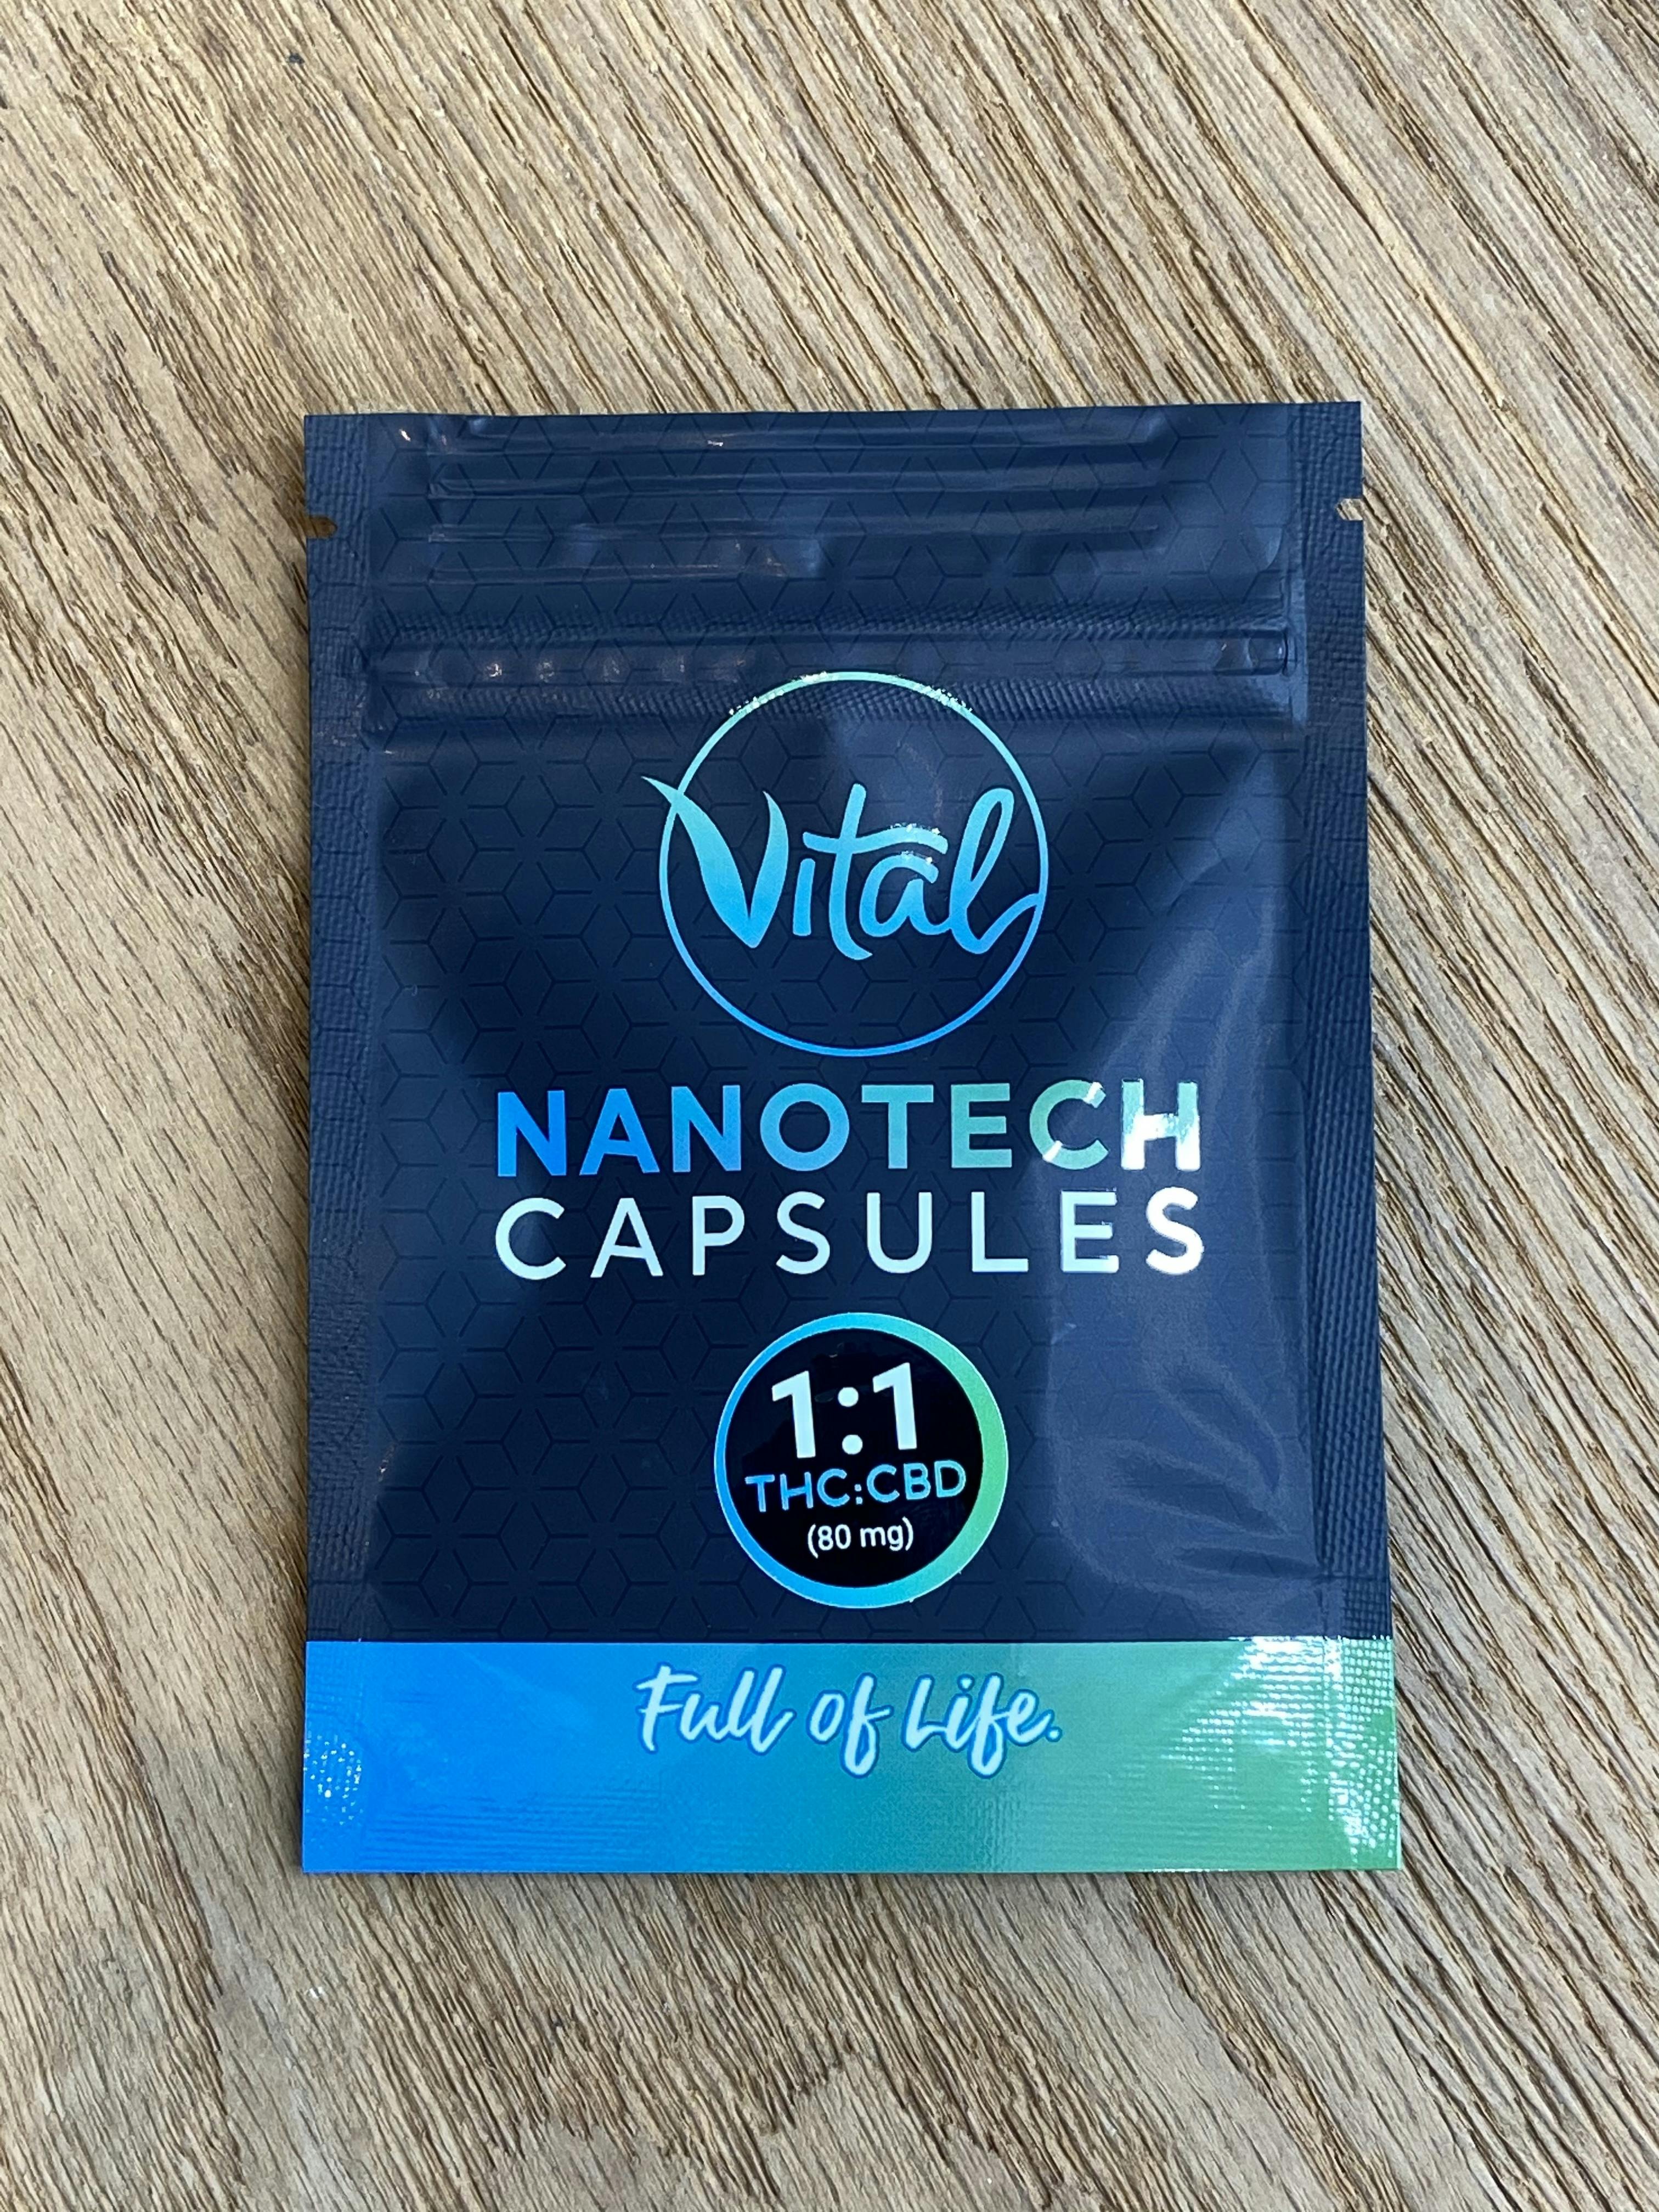 Vital
NANOTECH
CAPSULES
1:1
THC:CBD
(80 mg)
Full of Life.